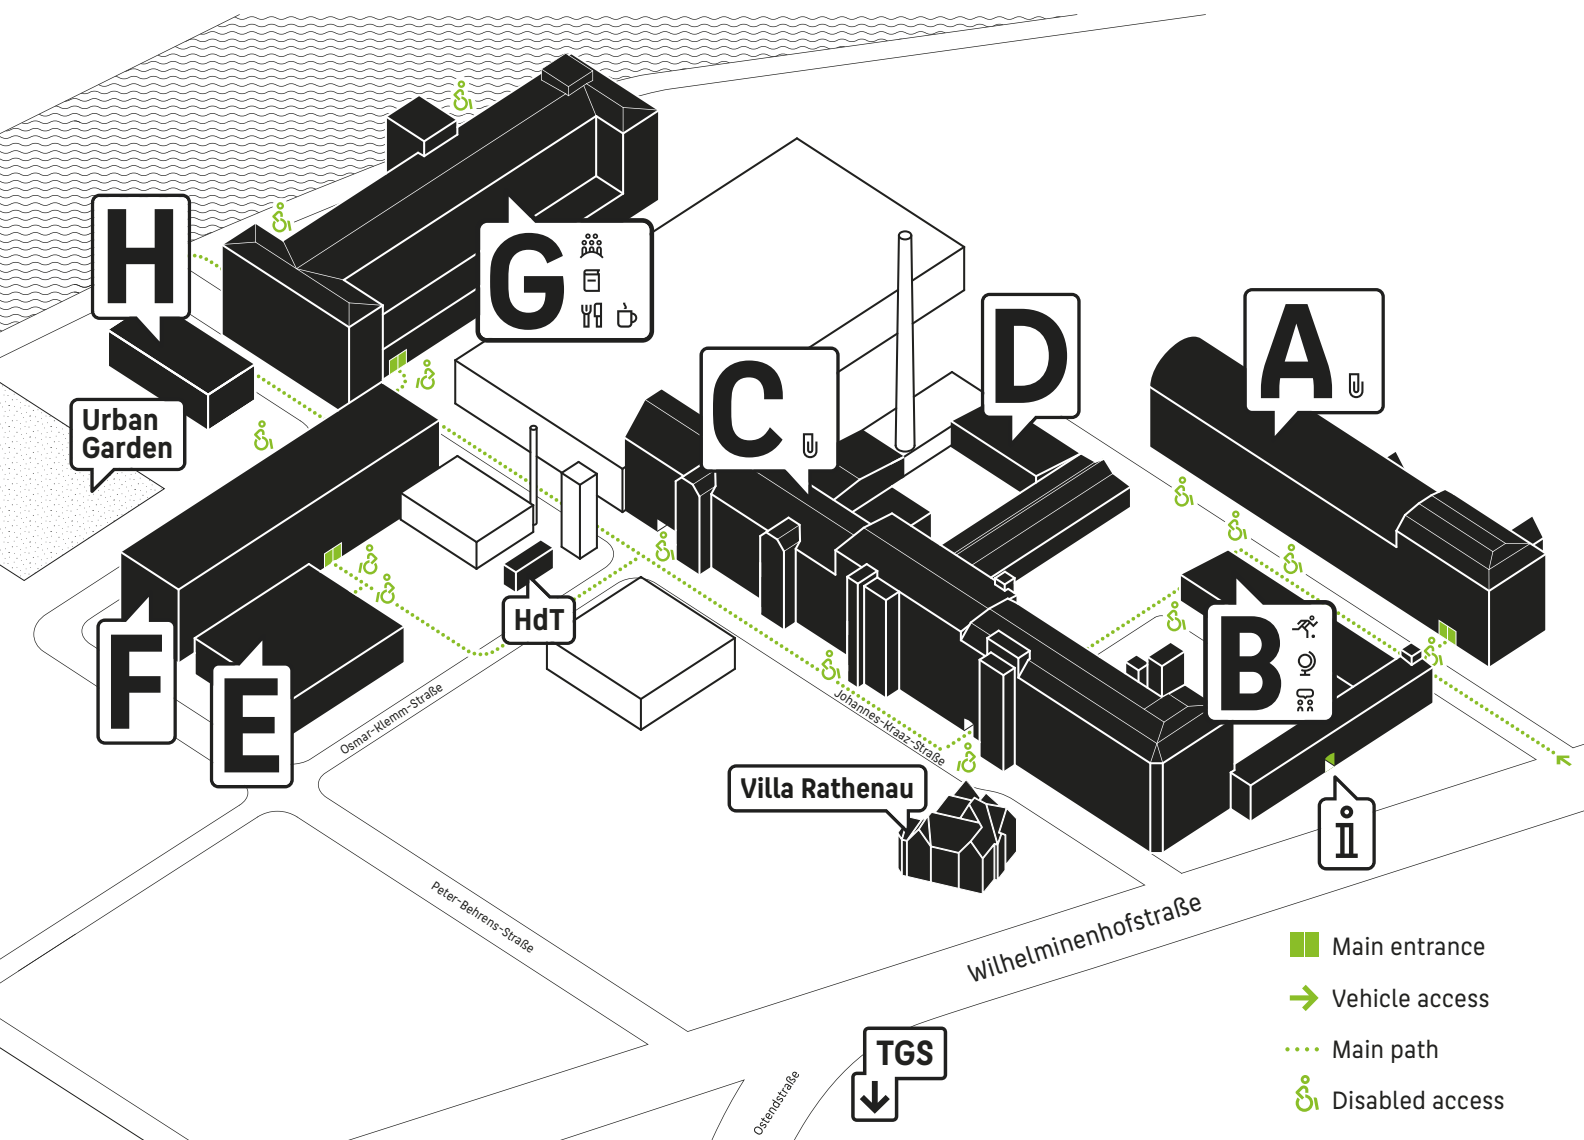 H
G
D
A
C
Urban
Garden
HdT
B
F
E
Osmar-Klemm-Straße
Johannes-Kraaz-Straße
Villa Rathenau
i
Peter-Behrens-Straße
Wilhelminenhofstraße
Main entrance
Vehicle access
Main path
Disabled access
TGS
Ostendstraße